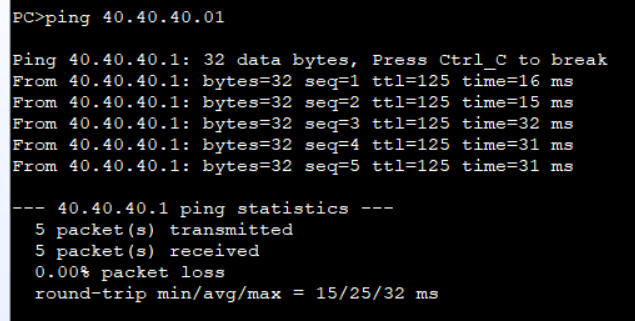 PC>ping 40.40.40.01
Ping 40.40.40.1: 32 data bytes, Press Ctrl_C to break
From 40.40.40.1: bytes=32 seq=1 ttl=125 time=16 ms
From 40.40.40.1: bytes=32 seq=2 ttl=125 time=15 ms
From 40.40.40.1: bytes=32 seq=3 ttl=125 time=32 ms
From 40.40.40.1: bytes=32 seq=4 ttl=125 time=31 ms
From 40.40.40.1: bytes=32 seq=5 ttl=125 time=31 ms
--- 40.40.40.1 ping statistics ---
5 packet(s) transmitted
5 packet(s) received
0.00% packet loss
round-trip min/avg/max = 15/25/32 ms